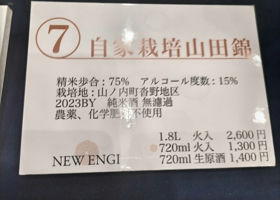 ⑦ 自家栽培山田錦
精米歩合：75% アルコール度数：15%
栽培地：山ノ内町沓野地区
2023BY 純米酒 無濾過
農薬、化学肥料不使用
1.8L 火入 2,600円
720ml 火入 1,300円
NEW ENGI 720ml 生原酒 1,400円